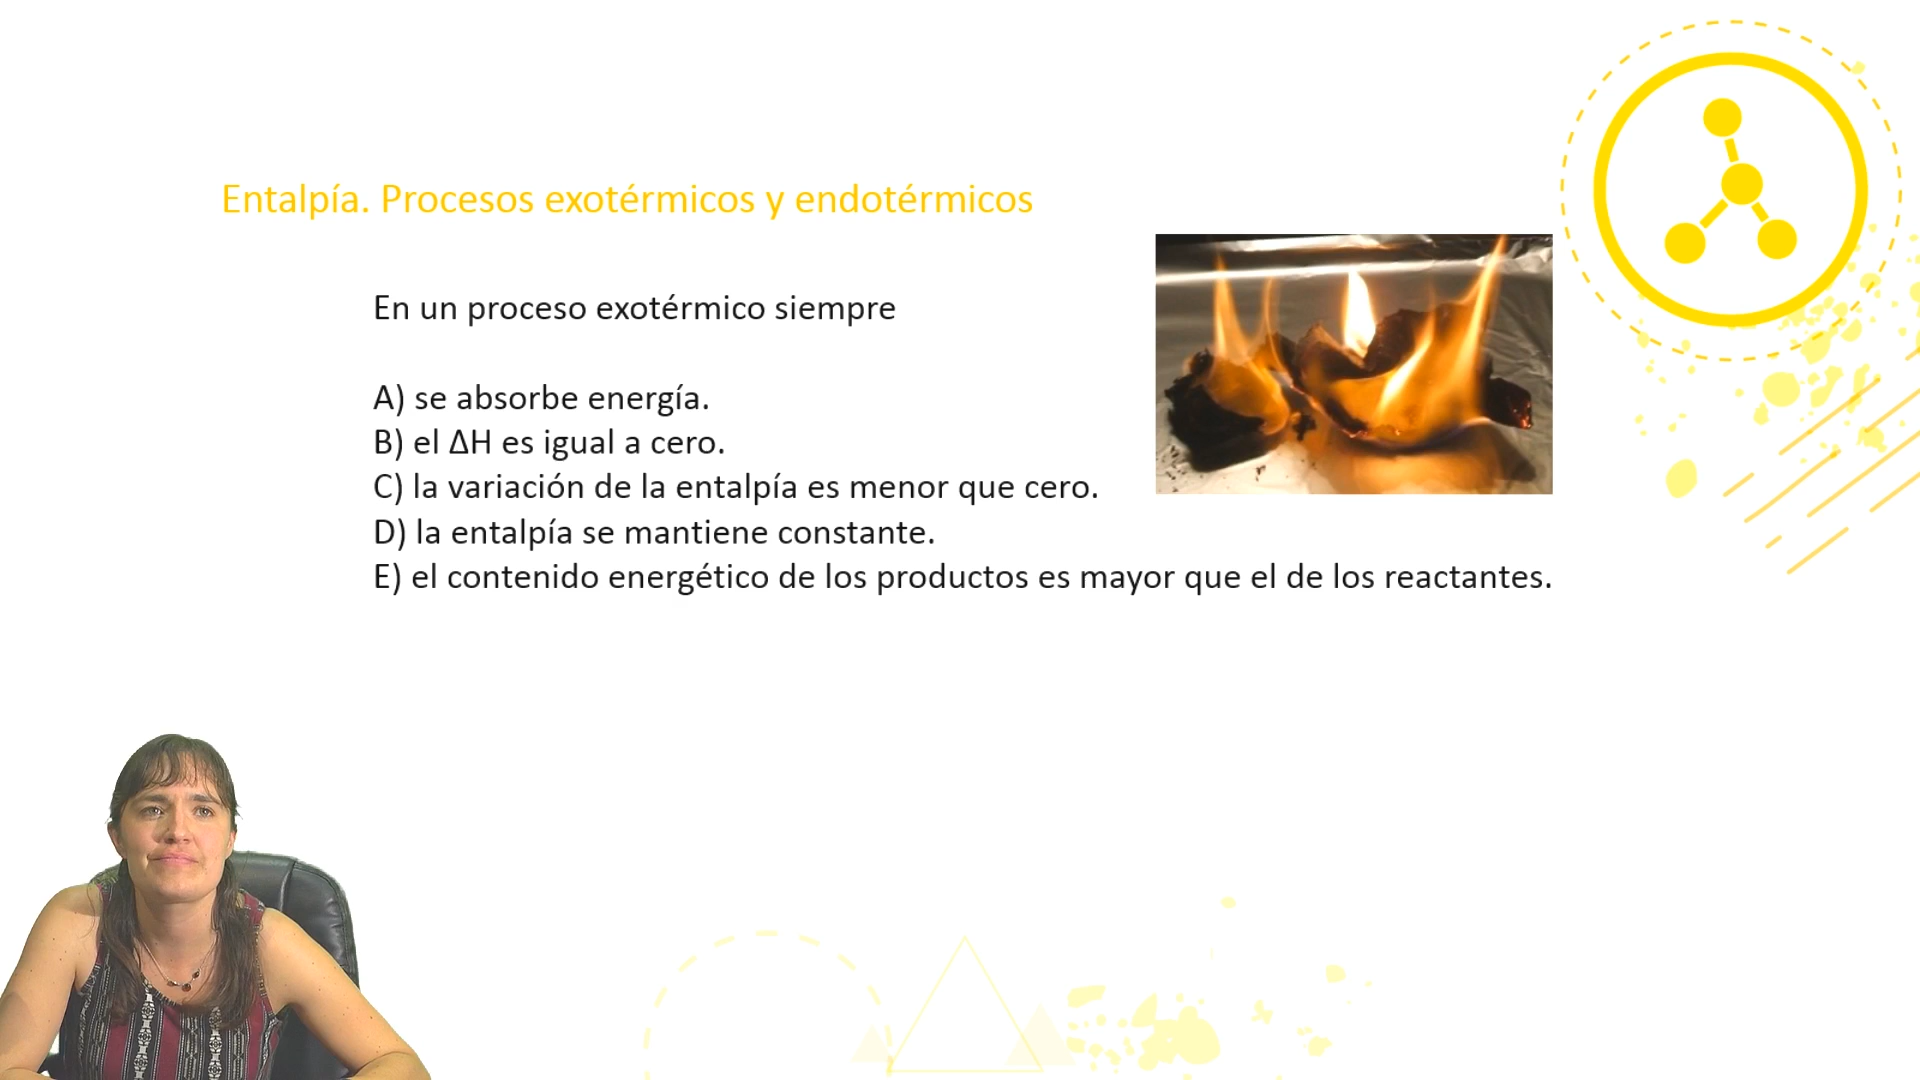 Entalpía. Procesos exotérmicos y endotérmicos
En un proceso exotérmico siempre
A) se absorbe energía.
B) el ΔH es igual a cero.
C) la variación de la entalpía es menor que cero.
D) la entalpía se mantiene constante.
E) el contenido energético de los productos es mayor que el de los reactantes.